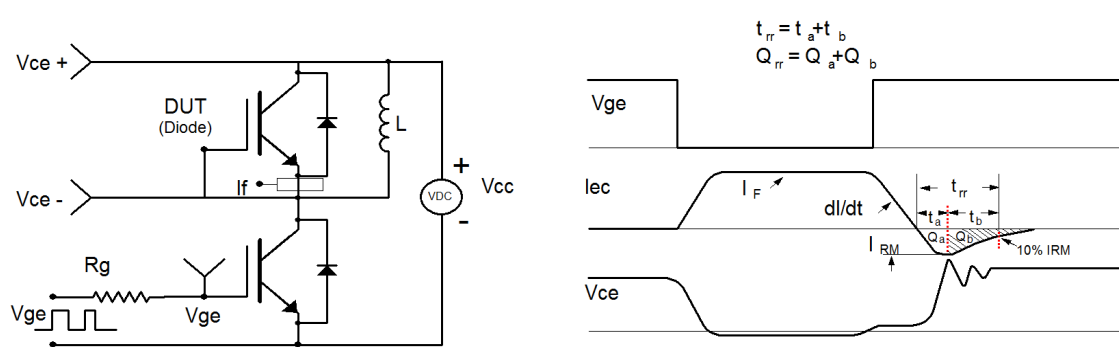 Vce +
DUT
(Diode)
L
If
+
VDC
Vcc
-
Vce -
Rg
Vge
Vge
t rr = t a + t b
Q rr = Q a + Q b
Vge
Iec
I F
dI/dt
t rr
t a
t b
Q a
Q b
I RM
10% IRM
Vce